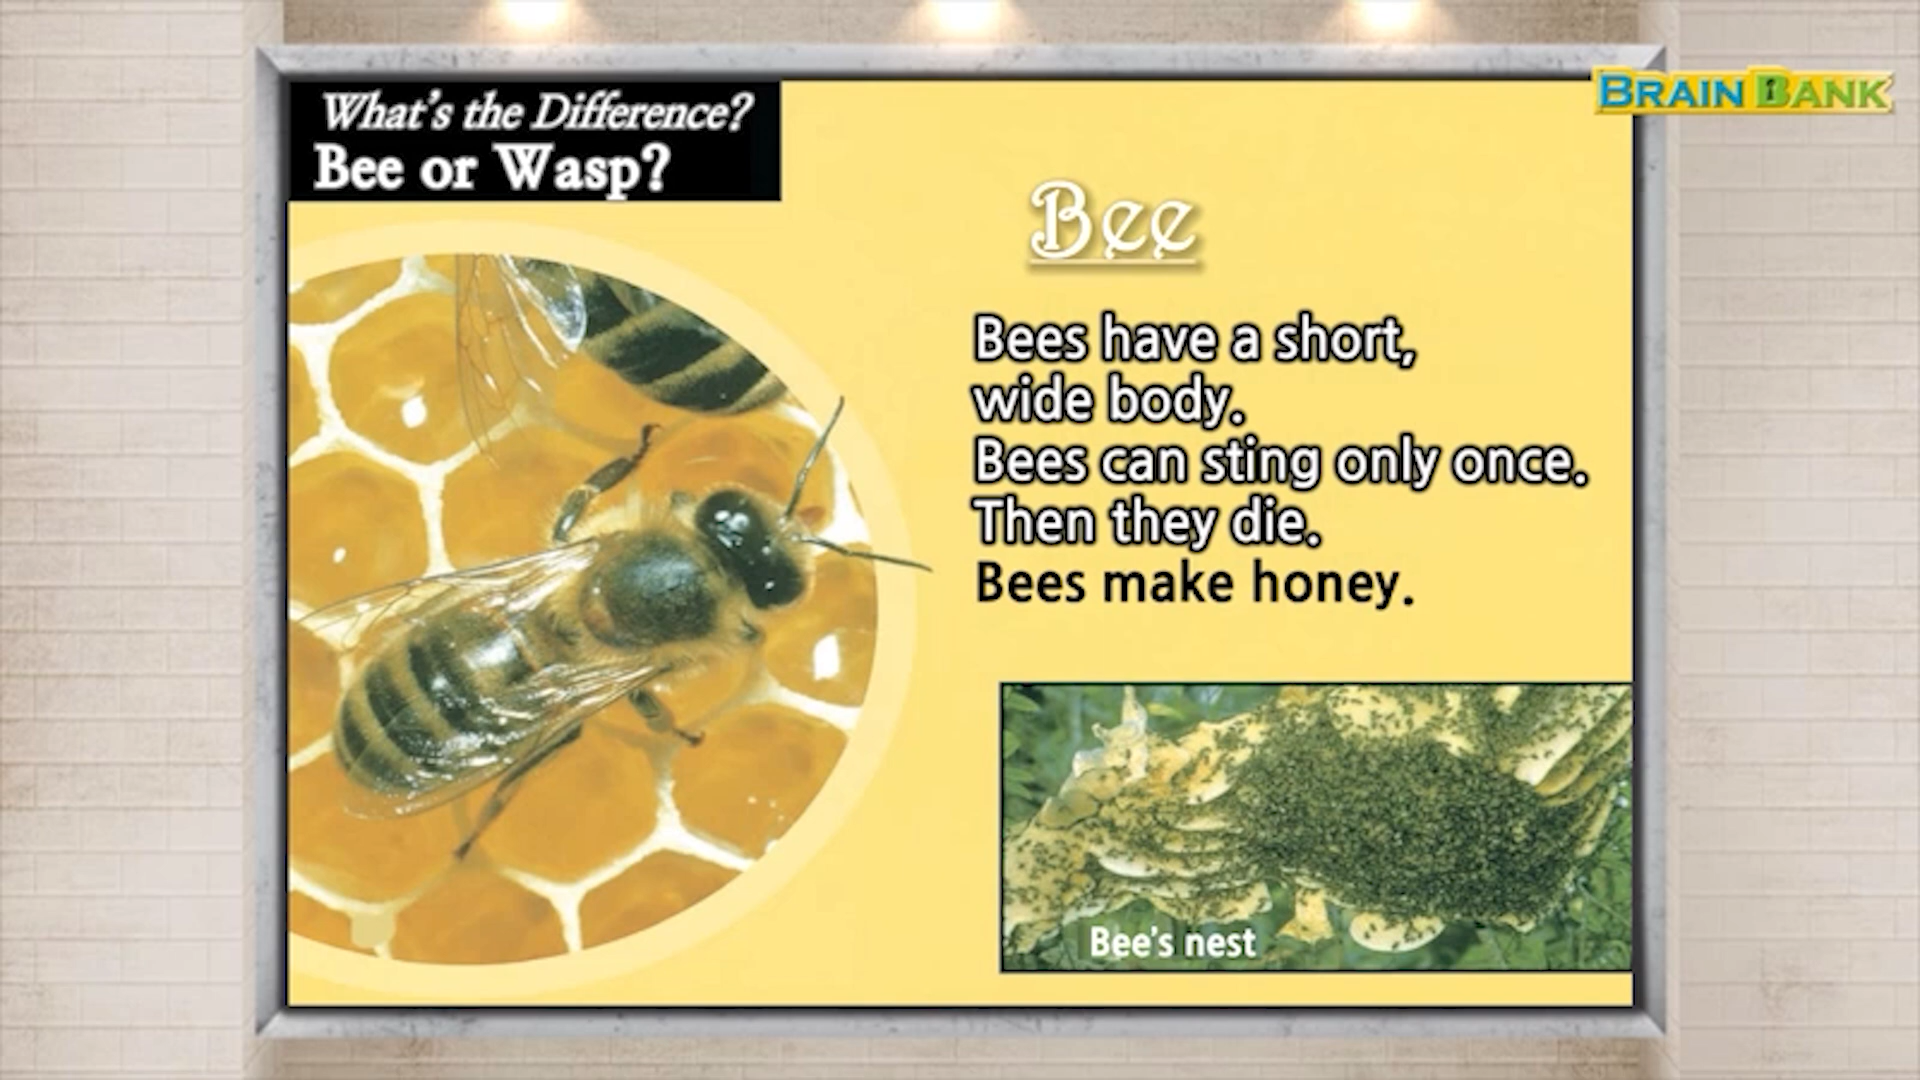 What's the Difference?
Bee or Wasp?
BRAIN BANK
Bee
Bees have a short,
wide body.
Bees can sting only once.
Then they die.
Bees make honey.
Bee's nest